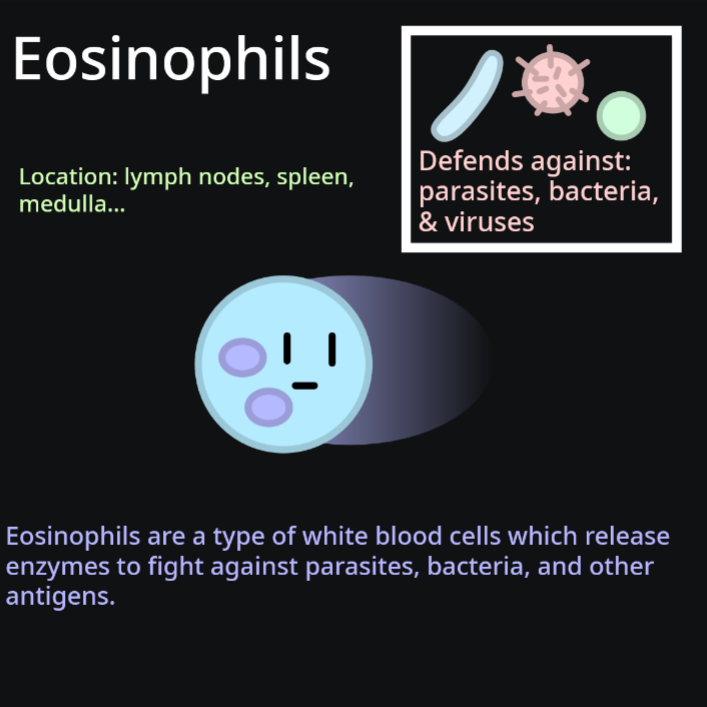 Eosinophils
Location: lymph nodes, spleen,
medulla...
Defends against:
parasites, bacteria,
& viruses
Eosinophils are a type of white blood cells which release
enzymes to fight against parasites, bacteria, and other
antigens.